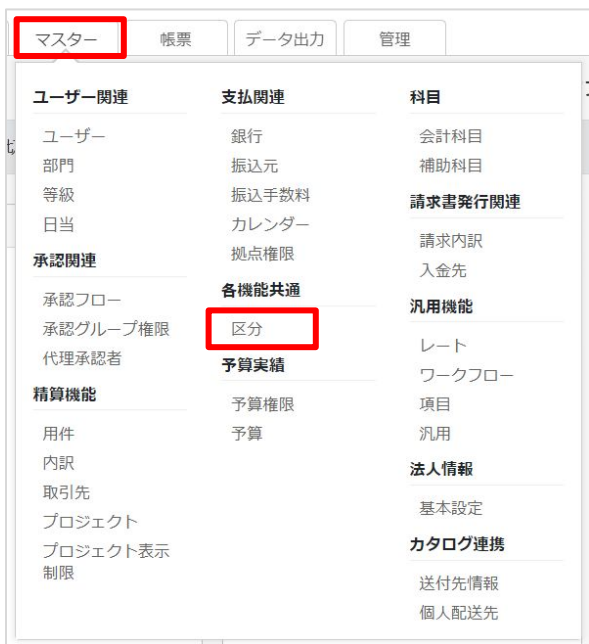 マスター
帳票
データ出力
管理
ユーザー関連
ユーザー
部門
等級
日当
承認関連
承認フロー
承認グループ権限
代理承認者
精算機能
用件
内訳
取引先
プロジェクト
プロジェクト表示
制限
支払関連
銀行
振込元
振込手数料
カレンダー
拠点権限
各機能共通
区分
予算実績
予算権限
予算
科目
会計科目
補助科目
請求書発行関連
請求内訳
入金先
汎用機能
レート
ワークフロー
項目
汎用
法人情報
基本設定
カタログ連携
送付先情報
個人配送先